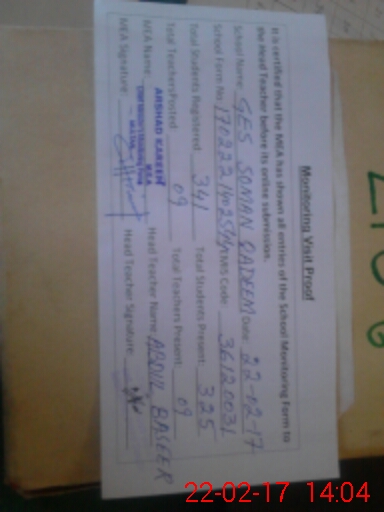 Monitoring Visit Proof
It is certified that the MEA has shown all entries of the School Monitoring Form to
the Head Teacher before its online submission.
School Name: GES SOMAN QADEEM Date: 22-02-17
School Form No: EMIS Code: 36120031
Total Students Registered: 341 Total Students Present: 325
Total Teachers Posted: 09 Total Teachers Present: 09
MEA Name: ARSHAD KAREEM Head Teacher Name: ABDUL BASEER
MEA
MEA Signature: Head Teacher Signature:
22-02-17 14:04